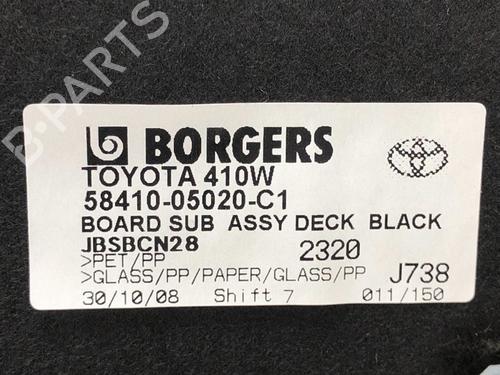 B-PARTS
BORGERS
TOYOTA 410W
58410-05020-C1
BOARD SUB ASSY DECK BLACK
JBSBCN28 2320
>PET/PP
>GLASS/PP/PAPER/GLASS/PP J738
30/10/08 Shift 7 011/150